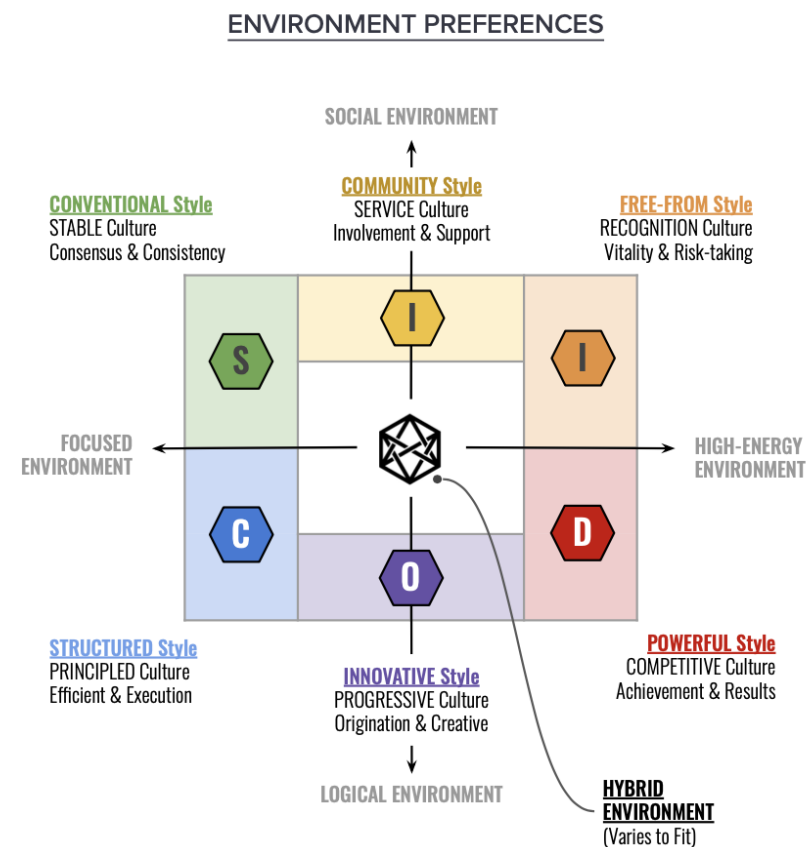 ENVIRONMENT PREFERENCES
SOCIAL ENVIRONMENT
CONVENTIONAL Style
STABLE Culture
Consensus & Consistency
COMMUNITY Style
SERVICE Culture
Involvement & Support
FREE-FROM Style
RECOGNITION Culture
Vitality & Risk-taking
S
I
I
FOCUSED
ENVIRONMENT
HIGH-ENERGY
ENVIRONMENT
C
O
D
STRUCTURED Style
PRINCIPLED Culture
Efficient & Execution
INNOVATIVE Style
PROGRESSIVE Culture
Origination & Creative
POWERFUL Style
COMPETITIVE Culture
Achievement & Results
LOGICAL ENVIRONMENT
HYBRID
ENVIRONMENT
(Varies to Fit)